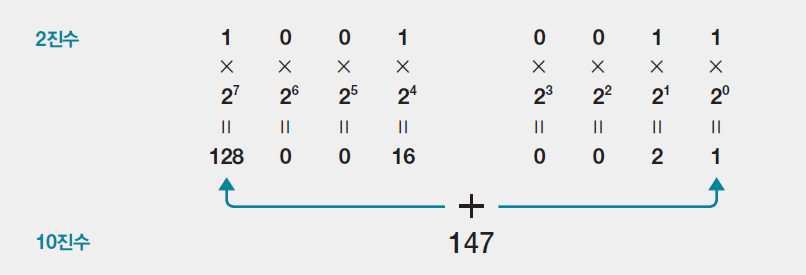 2진수 1 0 0 1 0 0 1 1
× × × × × × × ×
2⁷ 2⁶ 2⁵ 2⁴ 2³ 2² 2¹ 2⁰
= = = = = = = =
128 0 0 16 0 0 2 1
+
10진수 147